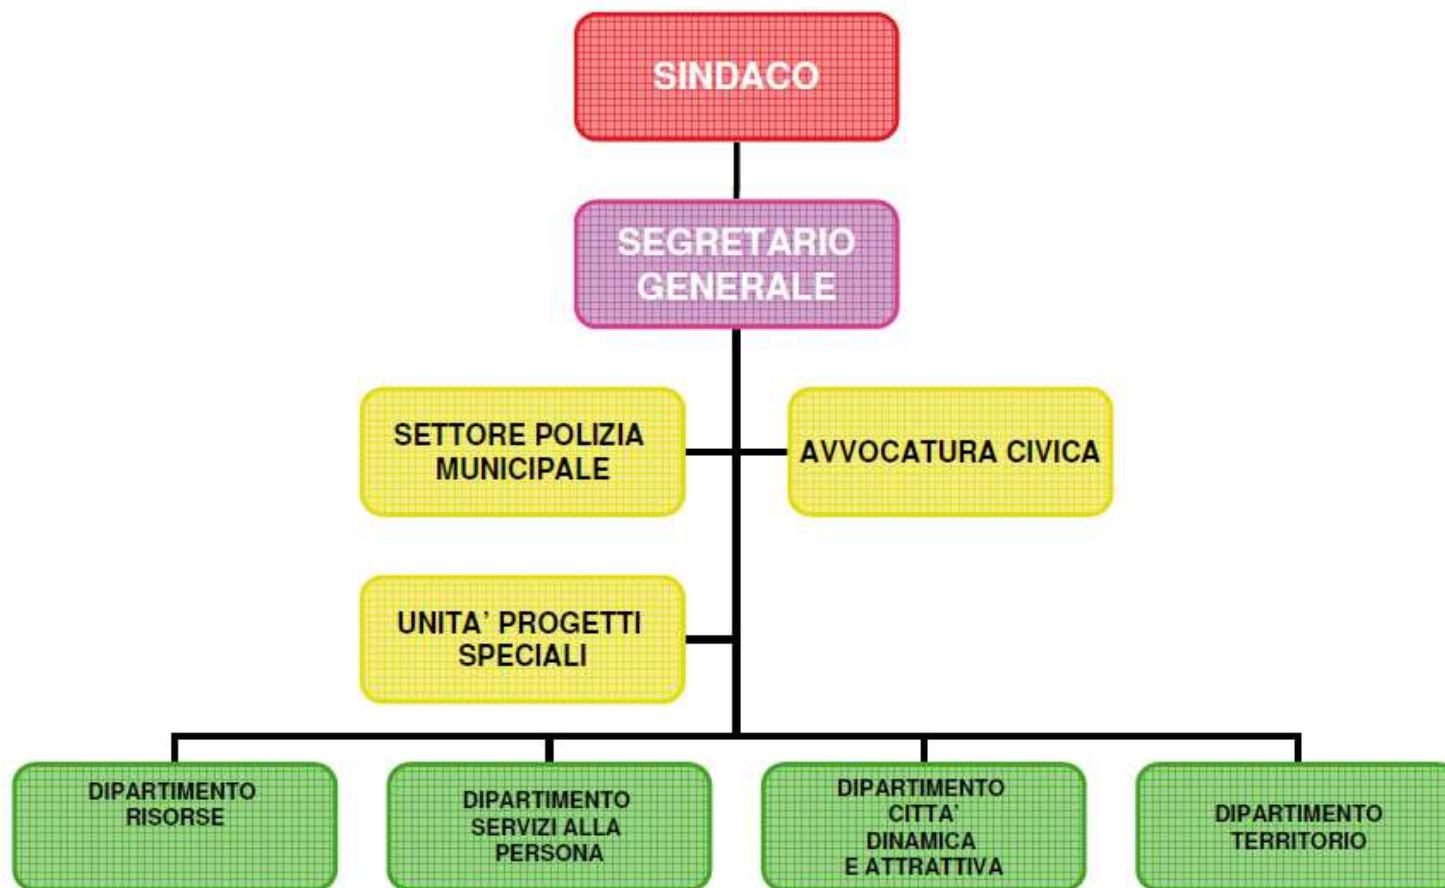 SINDACO
SEGRETARIO
GENERALE
SETTORE POLIZIA
MUNICIPALE
AVVOCATURA CIVICA
UNITA’ PROGETTI
SPECIALI
DIPARTIMENTO
RISORSE
DIPARTIMENTO
SERVIZI ALLA
PERSONA
DIPARTIMENTO
CITTA’
DINAMICA
E ATTRATTIVA
DIPARTIMENTO
TERRITORIO